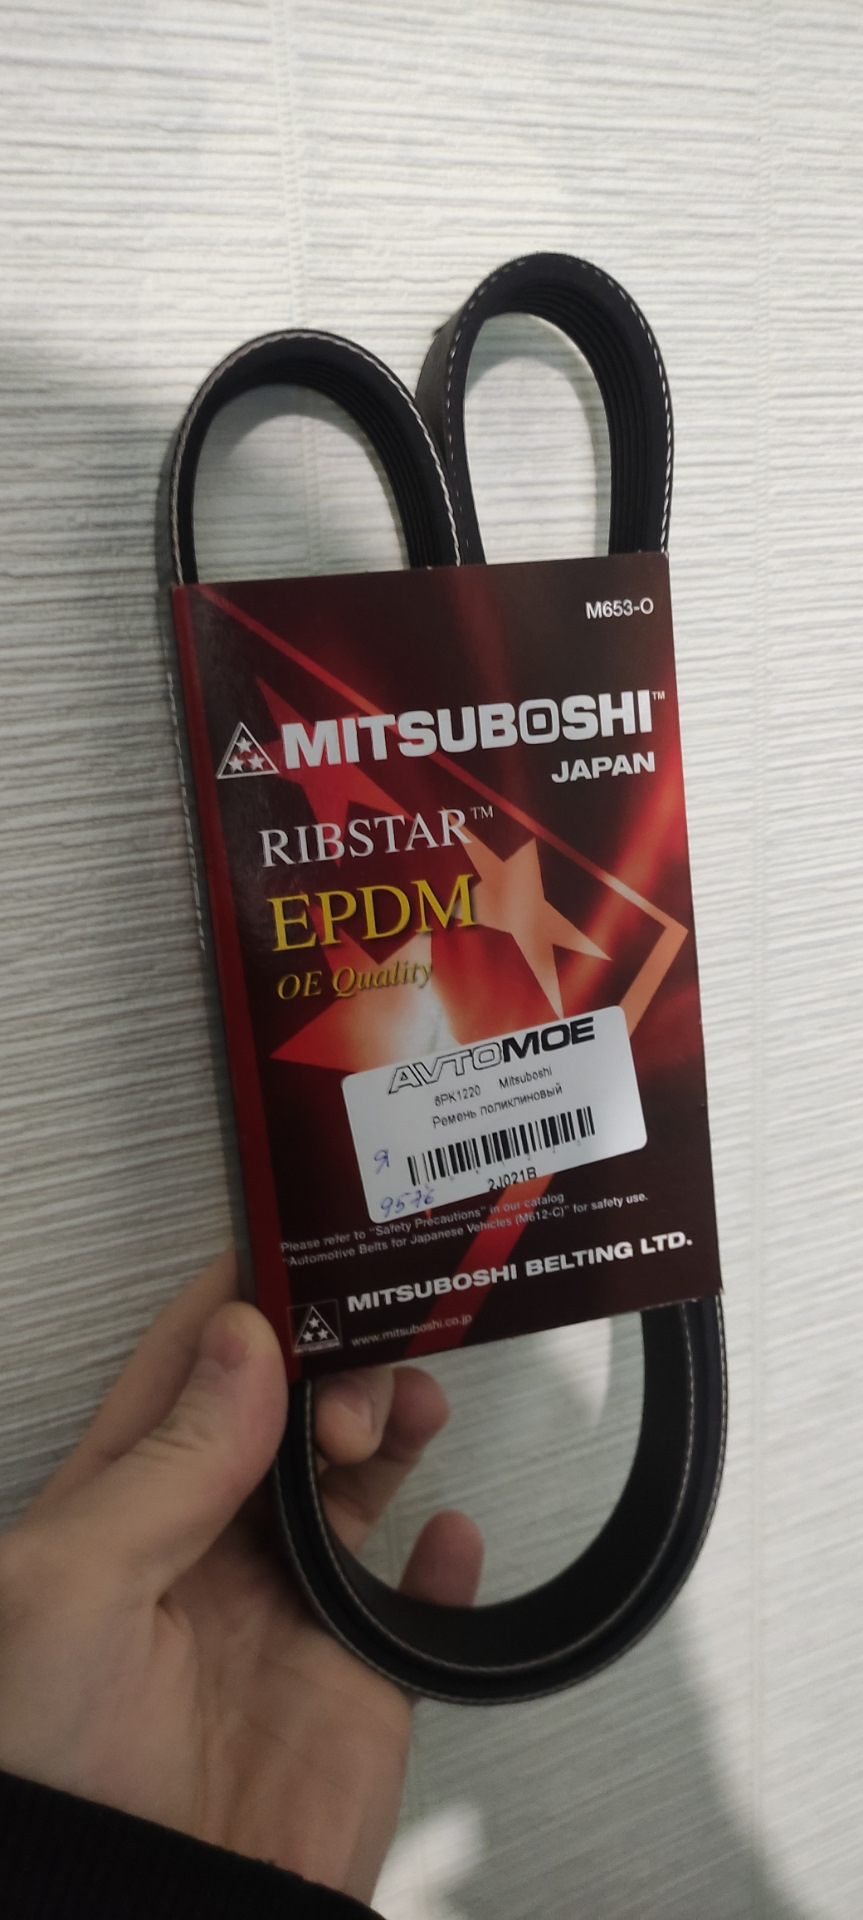 M653-O
MITSUBOSHI™
JAPAN
RIBSTAR™
EPDM
OE Quality
AVTOMOE
6PK1220 Mitsuboshi
Ремень поликлиновый
Я
9576
2J021B
Please refer to "Safety Precautions" in our catalog
"Automotive Belts for Japanese Vehicles (M612-C)" for safety use.
MITSUBOSHI BELTING LTD.
www.mitsuboshi.co.jp